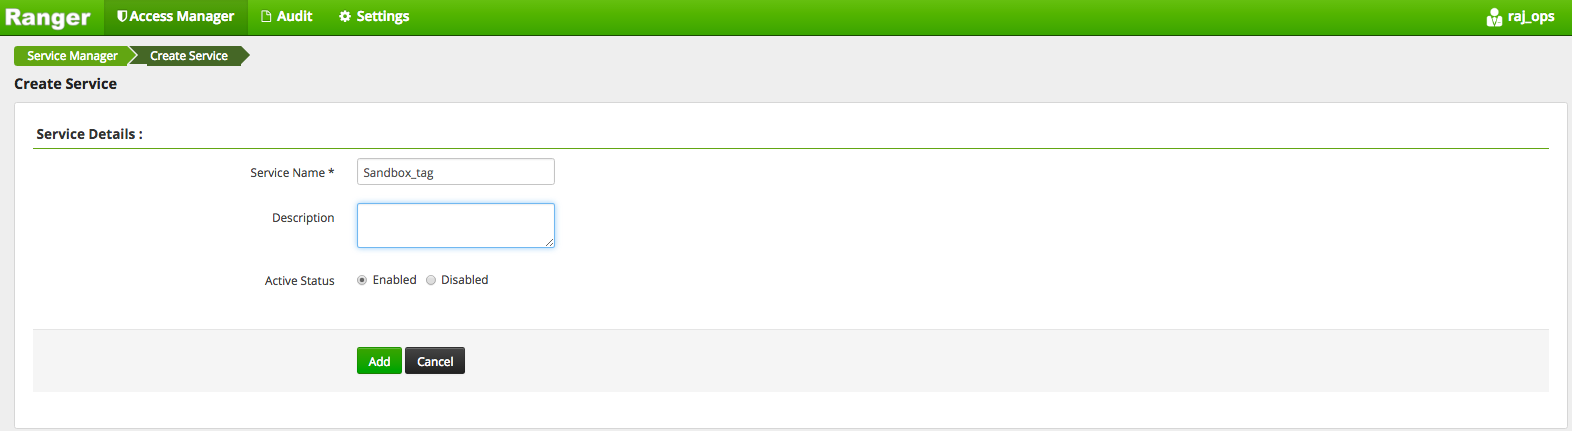 Ranger Access Manager Audit Settings raj_ops
Service Manager Create Service
Create Service
Service Details :
Service Name * Sandbox_tag
Description
Active Status Enabled Disabled
Add Cancel